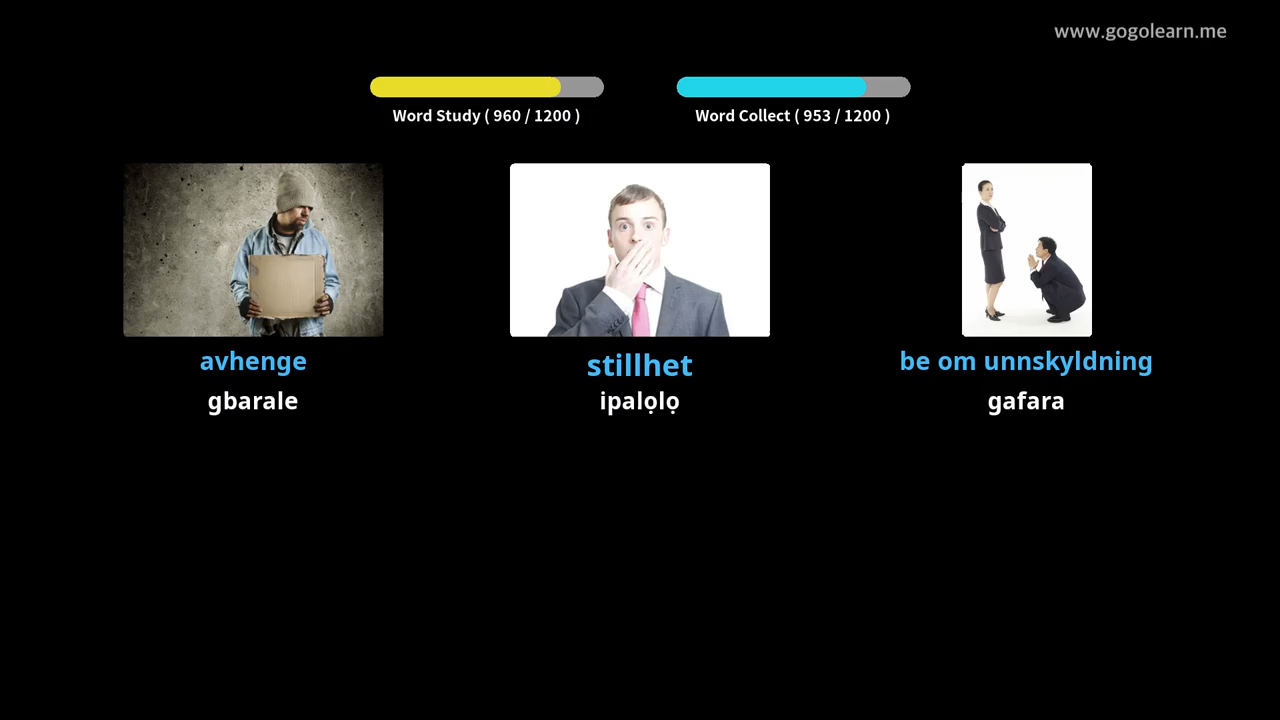 www.gogolearn.me
Word Study ( 960 / 1200 )
Word Collect ( 953 / 1200 )
avhenge
stillhet
be om unnskyldning
gbarale
ipalọlọ
gafara